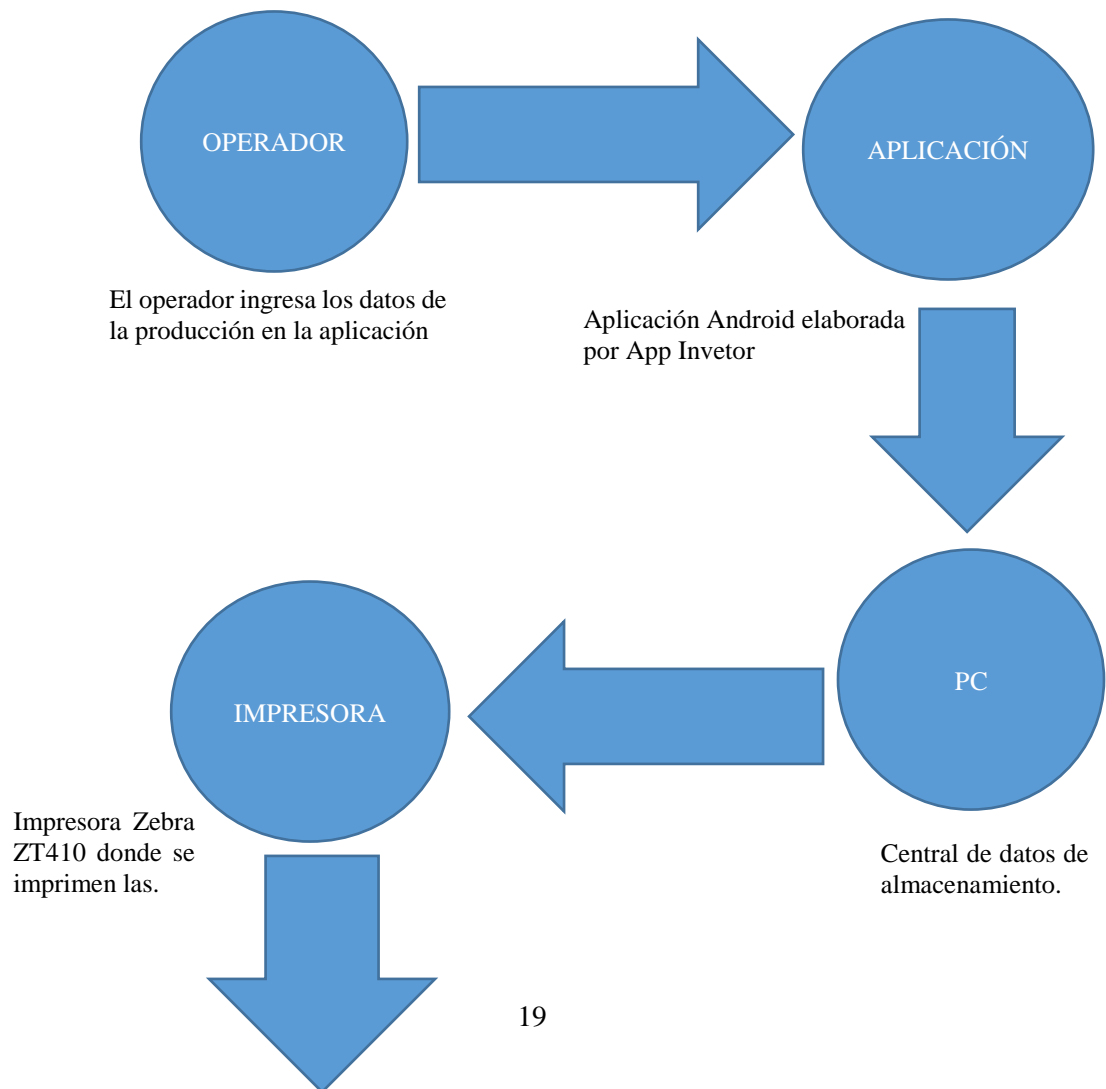 OPERADOR
APLICACIÓN
El operador ingresa los datos de
la producción en la aplicación
Aplicación Android elaborada
por App Invetor
PC
IMPRESORA
Impresora Zebra
ZT410 donde se
imprimen las.
Central de datos de
almacenamiento.
19